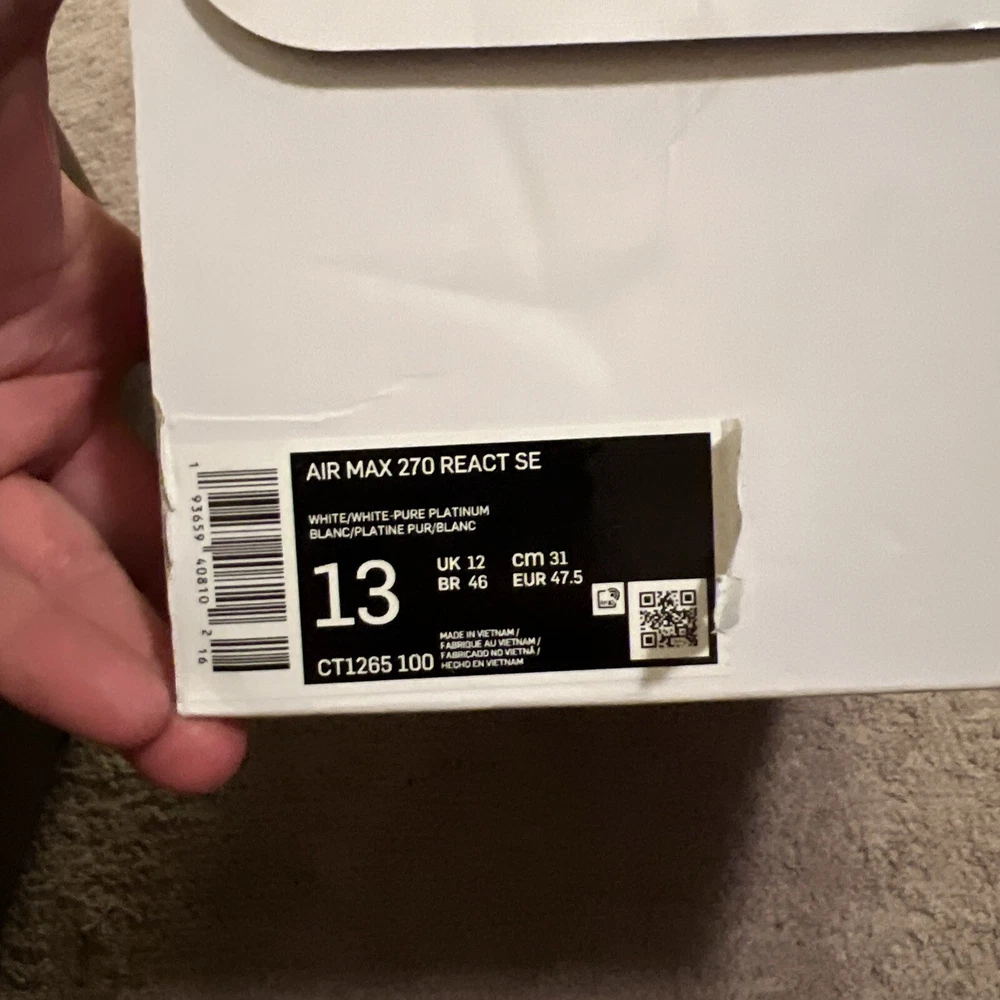 AIR MAX 270 REACT SE
WHITE/WHITE-PURE PLATINUM
BLANC/PLATINE PUR/BLANC
13
UK 12 cm 31
BR 46 EUR 47.5
MADE IN VIETNAM /
FABRIQUE AU VIETNAM /
FABRICADO NO VIETNÃ /
HECHO EN VIETNAM
CT1265 100
1 93659 40810 2 16